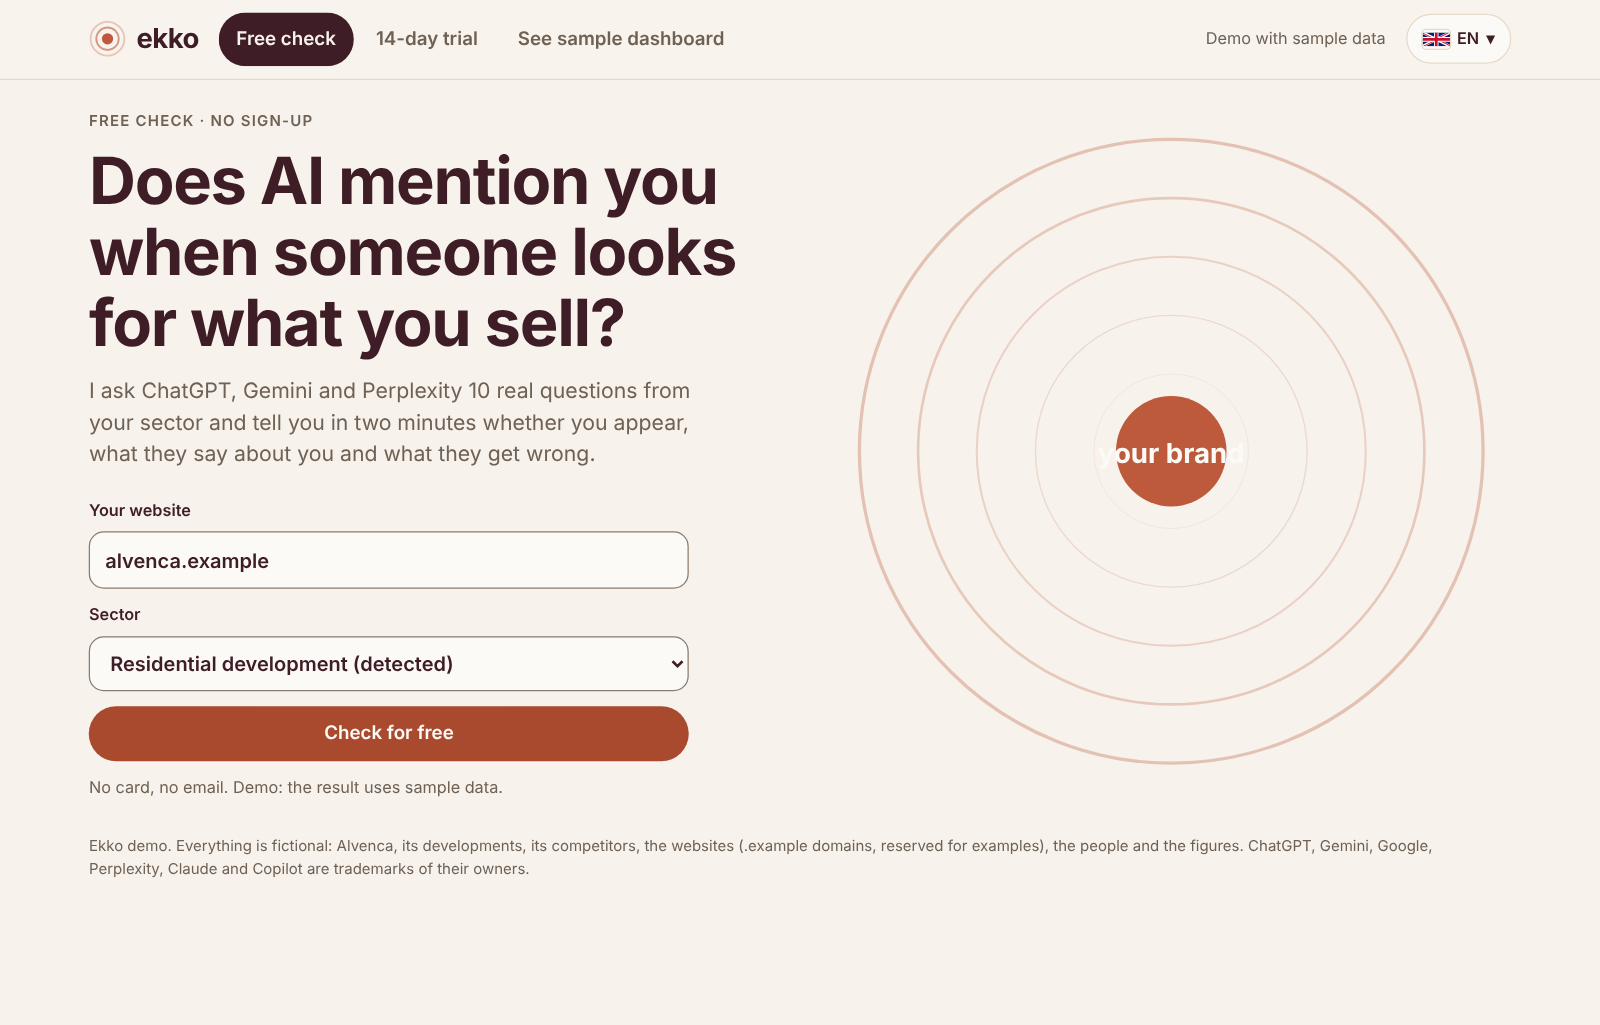 ekko
Free check
14-day trial
See sample dashboard
Demo with sample data
EN ▼
FREE CHECK · NO SIGN-UP
Does AI mention you
when someone looks
for what you sell?
I ask ChatGPT, Gemini and Perplexity 10 real questions from
your sector and tell you in two minutes whether you appear,
what they say about you and what they get wrong.
Your website
alvenca.example
Sector
Residential development (detected)
Check for free
No card, no email. Demo: the result uses sample data.
your brand
Ekko demo. Everything is fictional: Alvenca, its developments, its competitors, the websites (.example domains, reserved for examples), the people and the figures. ChatGPT, Gemini, Google,
Perplexity, Claude and Copilot are trademarks of their owners.